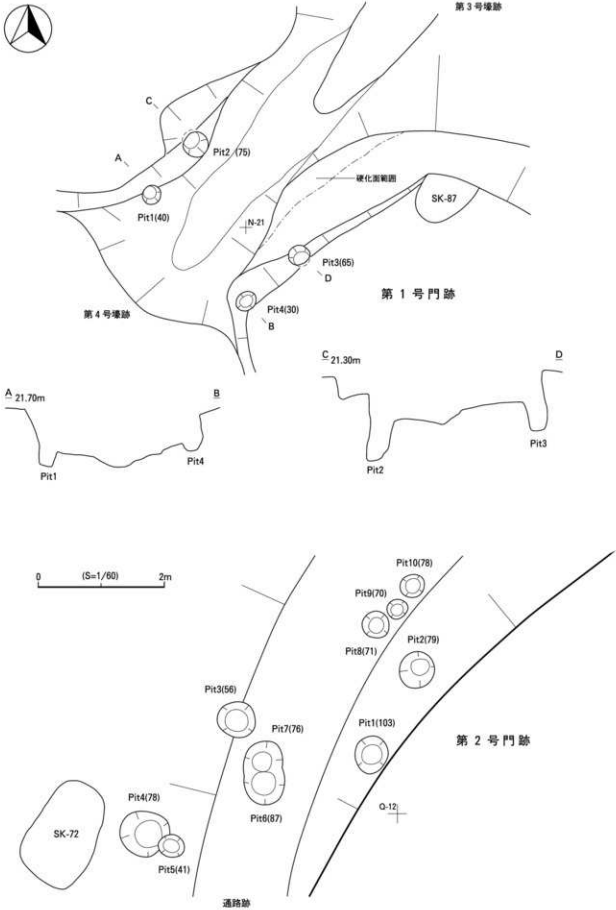 第3号壕跡
C
A
Pit2 (75)
硬化面範囲
SK-87
Pit1(40)
N-21
Pit3(65)
D
第1号門跡
第4号壕跡
Pit4(30)
B
A 21.70m
B
C 21.30m
D
Pit1
Pit4
Pit2
Pit3
0 (S=1/60) 2m
Pit10(78)
Pit9(70)
Pit8(71)
Pit2(79)
Pit3(56)
Pit7(76)
Pit1(103)
第2号門跡
Pit4(78)
Q-12
SK-72
Pit6(87)
Pit5(41)
通路跡